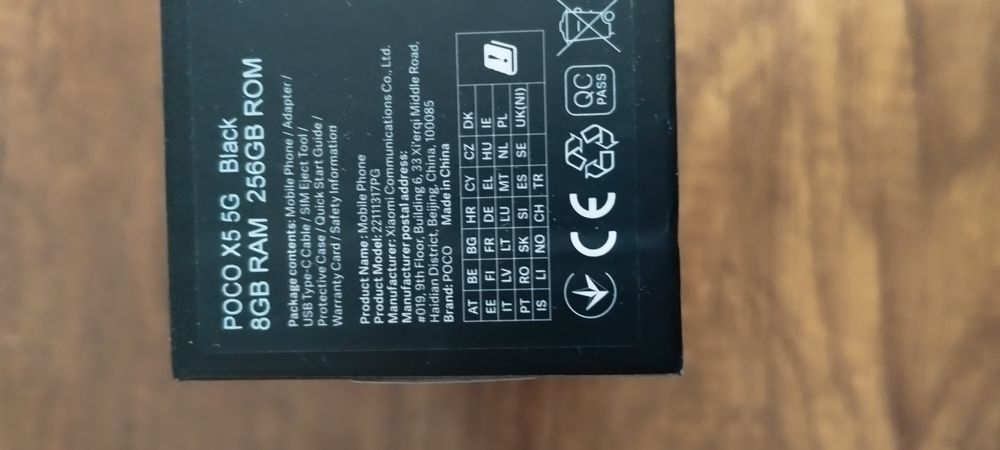 POCO X5 5G Black
8GB RAM 256GB ROM
Package contents: Mobile Phone / Adapter /
USB Type-C Cable / SIM Eject Tool /
Protective Case / Quick Start Guide /
Warranty Card / Safety Information
Product Name : Mobile Phone
Product Model: 22111317PG
Manufacturer: Xiaomi Communications Co., Ltd.
Manufacturer postal address:
#019, 9th Floor, Building 6, 33 Xi'erqi Middle Road,
Haidian District, Beijing, China, 100085
Brand: POCO Made in China
AT BE BG HR CY CZ DK
EE FI FR DE EL HU IE
IT LV LT LU MT NL PL
PT RO SK SI ES SE UK(NI)
IS LI NO CH TR
CE QC
PASS